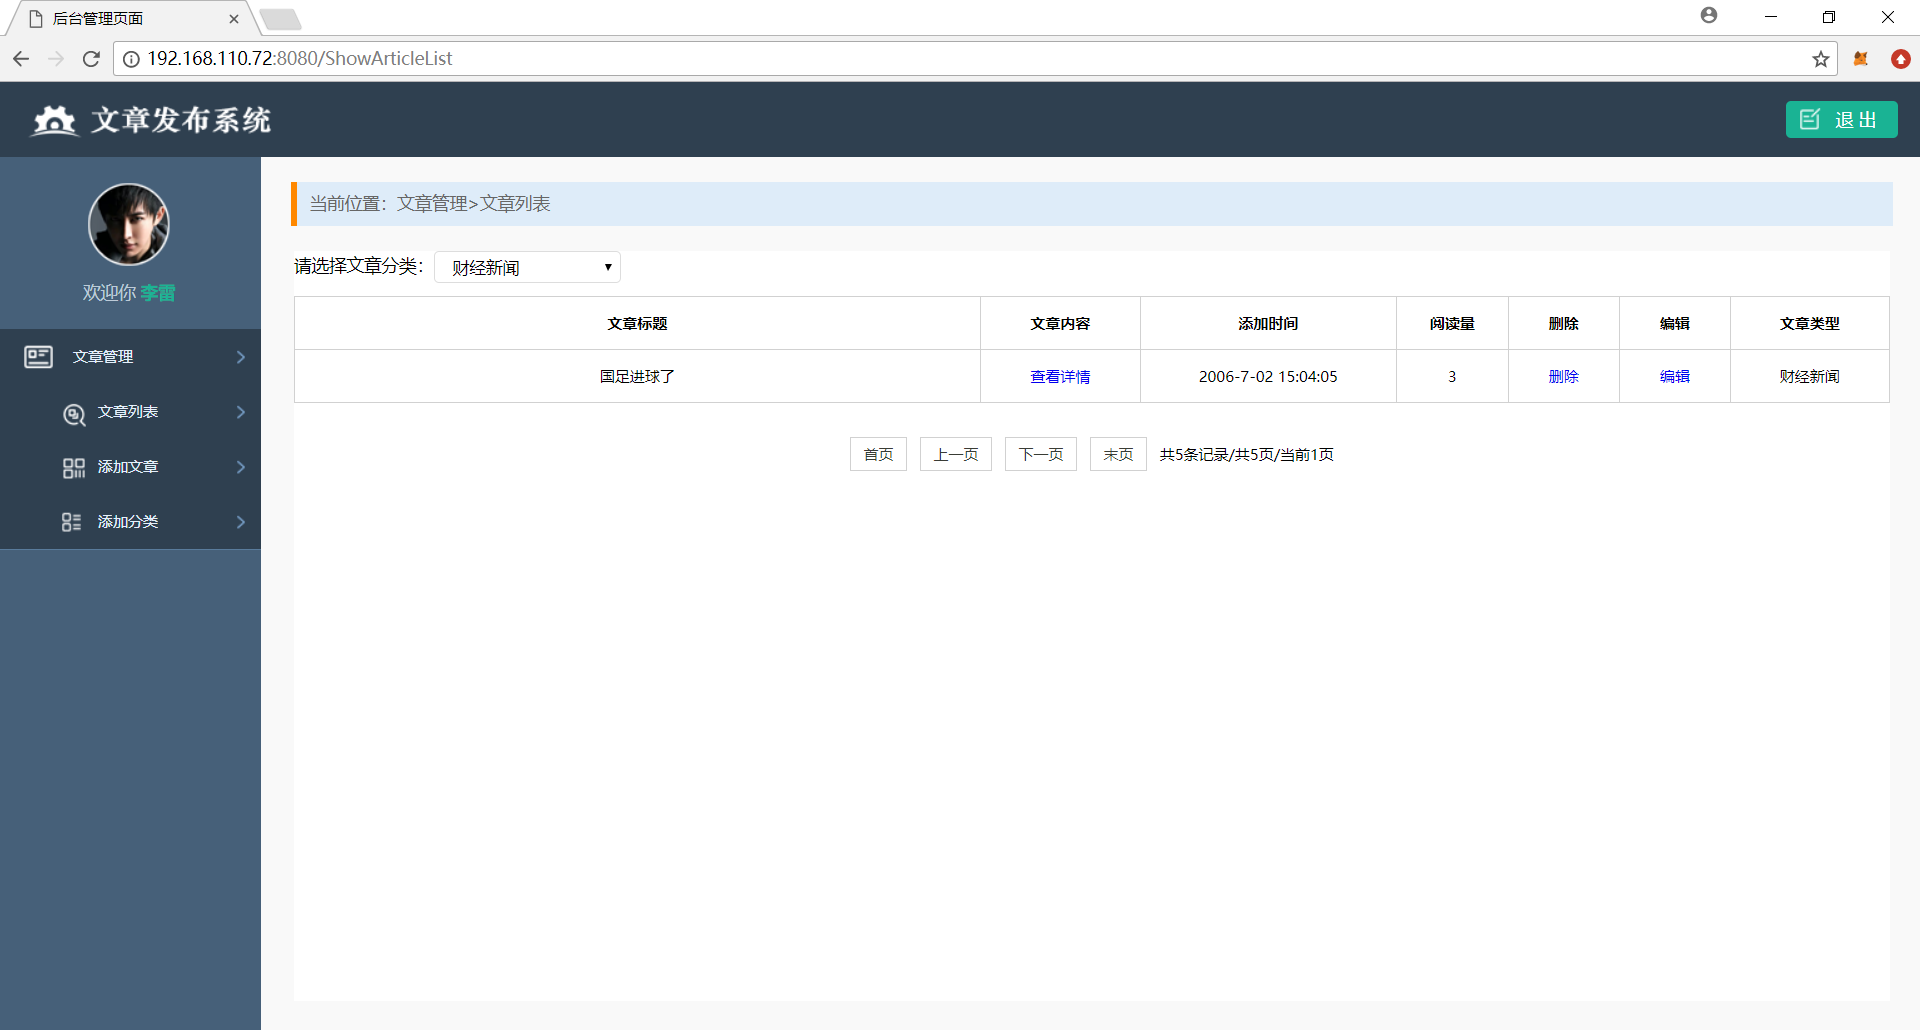 后台管理页面
192.168.110.72:8080/ShowArticleList
文章发布系统
退出
欢迎你 李雷
文章管理
文章列表
添加文章
添加分类
当前位置：文章管理>文章列表
请选择文章分类： 财经新闻
文章标题 文章内容 添加时间 阅读量 删除 编辑 文章类型
国足进球了 查看详情 2006-7-02 15:04:05 3 删除 编辑 财经新闻
首页 上一页 下一页 末页 共5条记录/共5页/当前1页